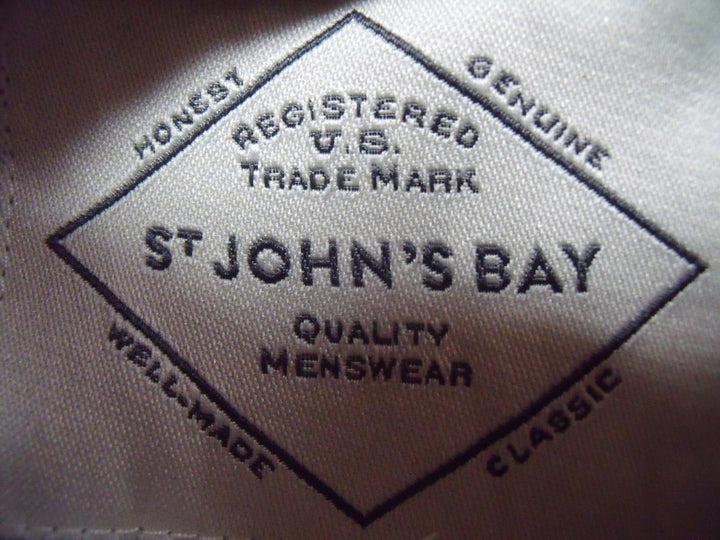 HONEST
GENUINE
REGISTERED
U.S.
TRADE MARK
ST JOHN'S BAY
QUALITY
MENSWEAR
WELL-MADE
CLASSIC